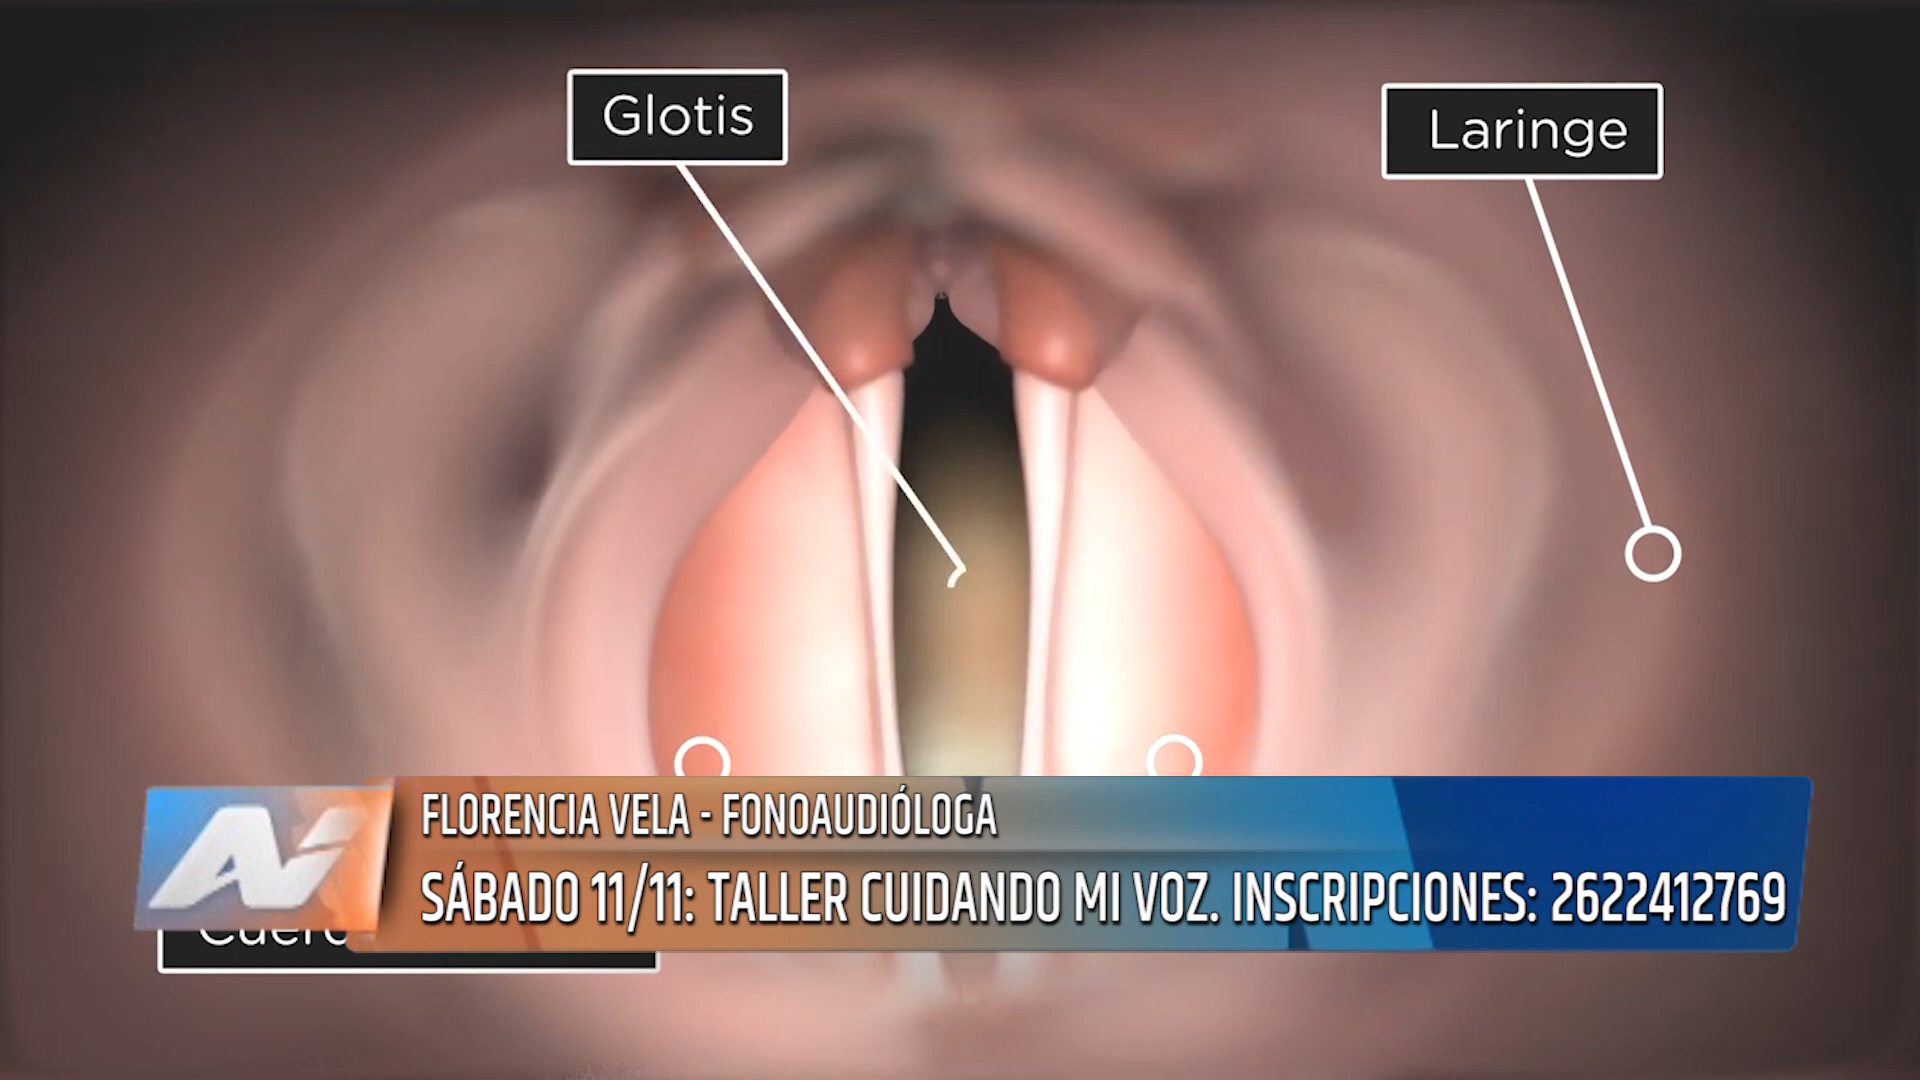 Glotis
Laringe
FLORENCIA VELA - FONOAUDIÓLOGA
SÁBADO 11/11: TALLER CUIDANDO MI VOZ. INSCRIPCIONES: 2622412769